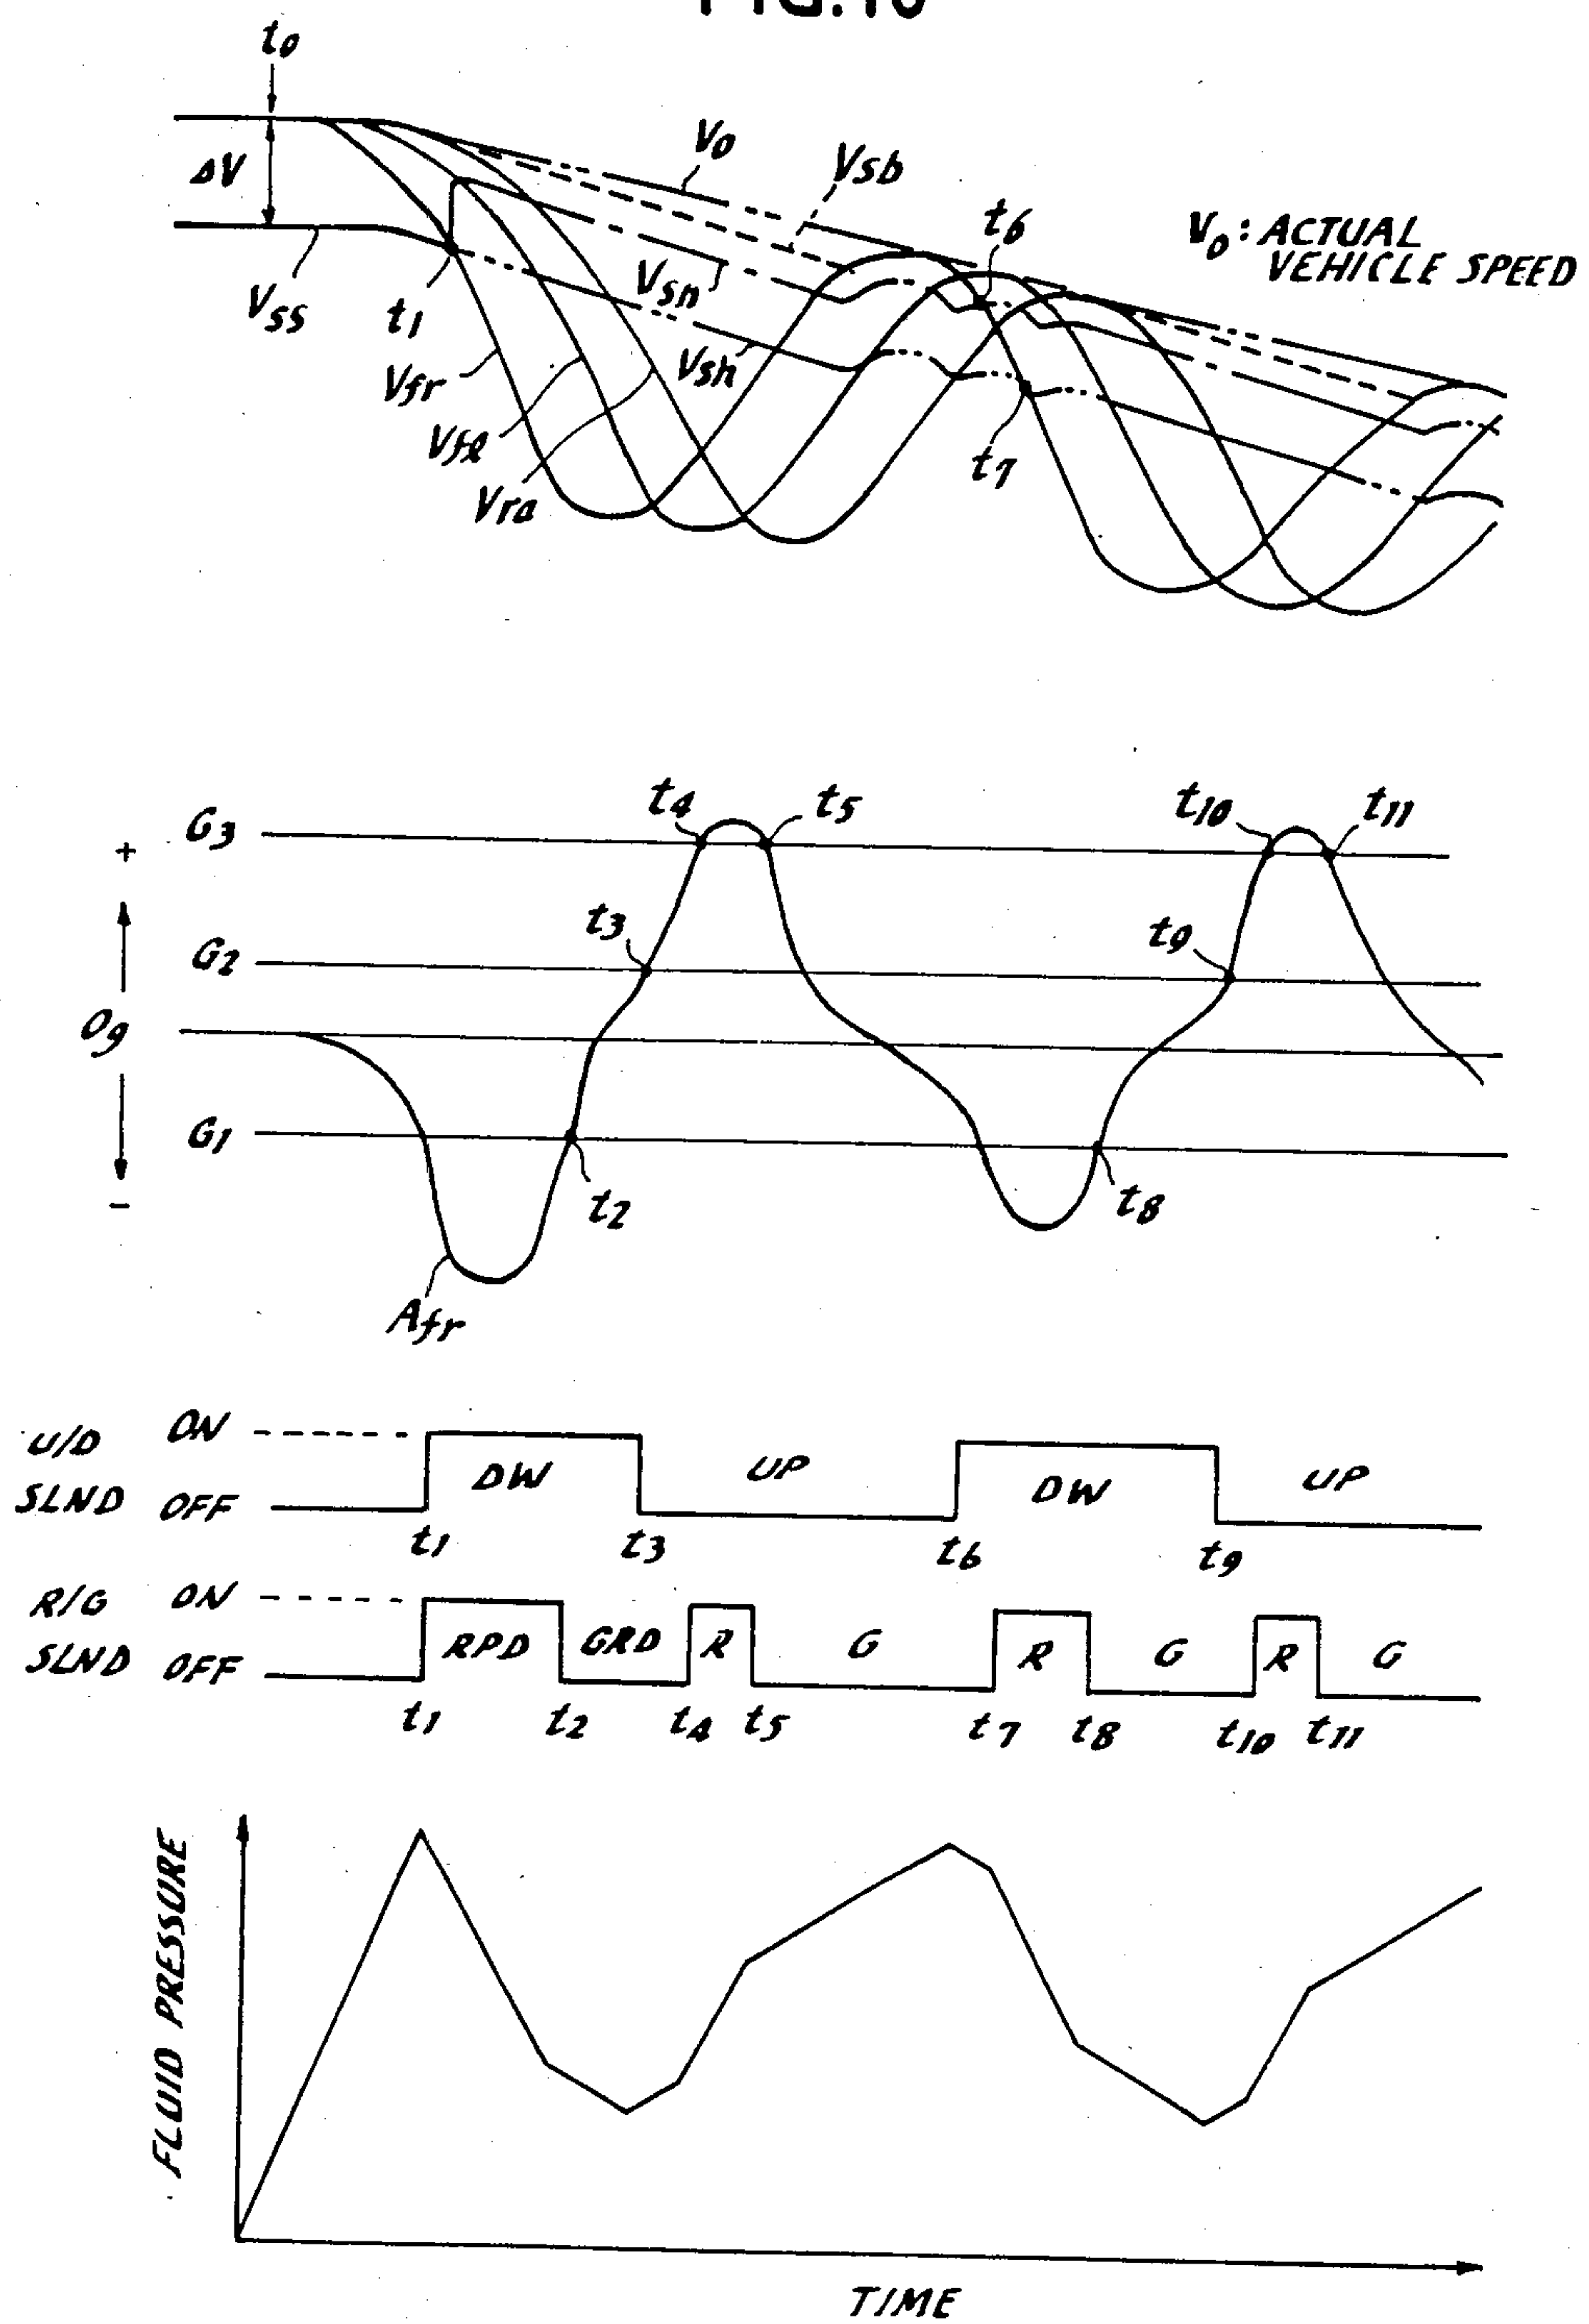 FIG.10
t0
ΔV
V0
Vsb
t6
V0: ACTUAL
VEHICLE SPEED
Vss
t1
Vsn
Vsh
Vfr
Vfl
Vra
t7
G3
t4
t5
t10
t11
+
G2
t3
t9
0g
G1
t2
t8
-
Afr
U/D ON
SLND OFF
DW UP DW UP
t1 t3 t6 t9
R/G ON
SLND OFF
RPD GRD R G R G R G
t1 t2 t4 t5 t7 t8 t10 t11
FLUID PRESSURE
TIME